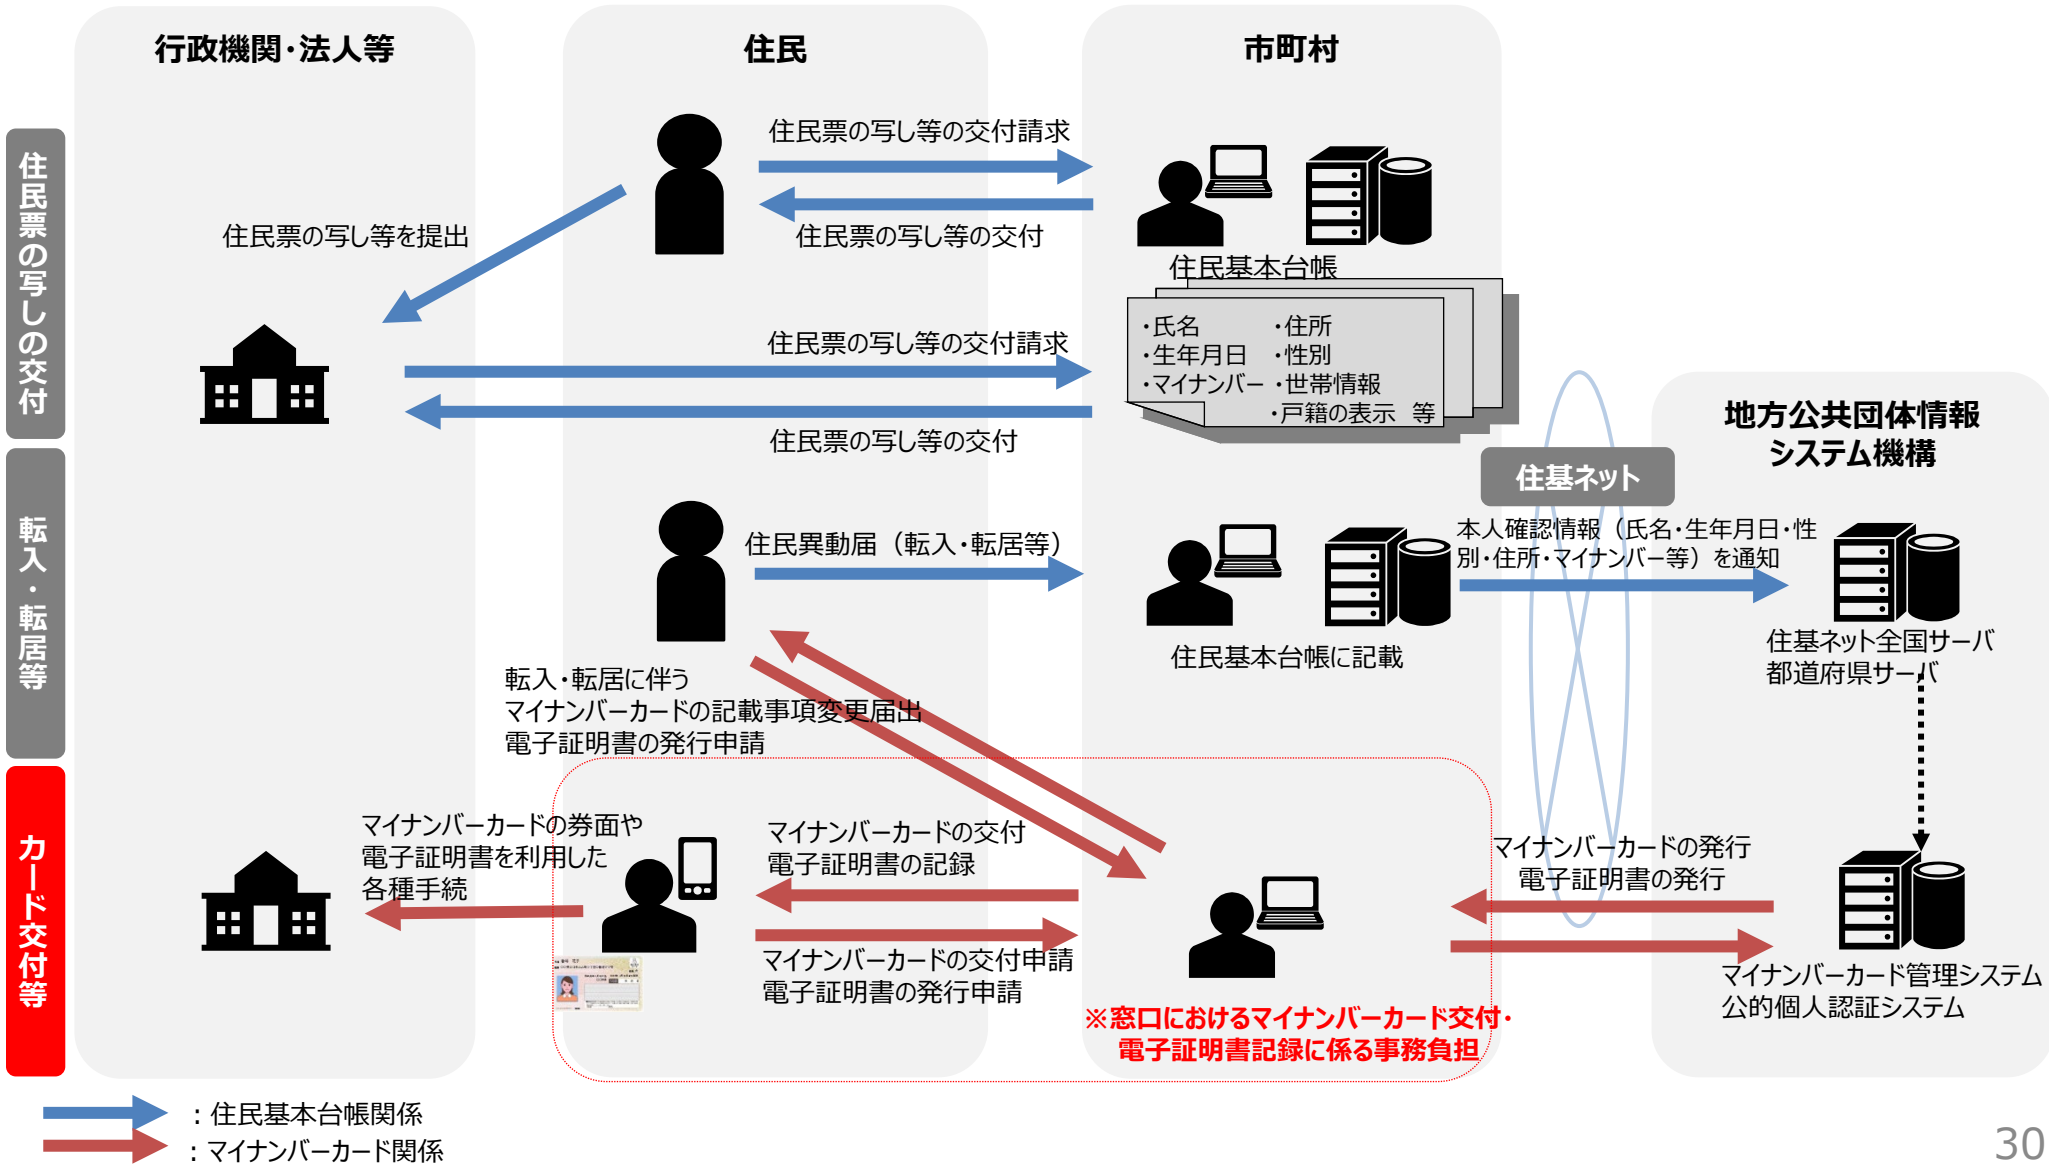 行政機関・法人等
住民
市町村
住民票の写しの交付
住民票の写し等の交付請求
住民票の写し等を提出
住民票の写し等の交付
住民基本台帳
・氏名 ・住所
・生年月日 ・性別
・マイナンバー ・世帯情報
・戸籍の表示 等
住民票の写し等の交付請求
住民票の写し等の交付
地方公共団体情報
システム機構
住基ネット
転入・転居等
住民異動届（転入・転居等）
本人確認情報（氏名・生年月日・性
別・住所・マイナンバー等）を通知
住民基本台帳に記載
住基ネット全国サーバ
都道府県サーバ
転入・転居に伴う
マイナンバーカードの記載事項変更届出
電子証明書の発行申請
カード交付等
マイナンバーカードの券面や
電子証明書を利用した
各種手続
マイナンバーカードの交付
電子証明書の記録
マイナンバーカードの発行
電子証明書の発行
マイナンバーカードの交付申請
電子証明書の発行申請
マイナンバーカード管理システム
公的個人認証システム
※窓口におけるマイナンバーカード交付・
電子証明書記録に係る事務負担
：住民基本台帳関係
：マイナンバーカード関係
30